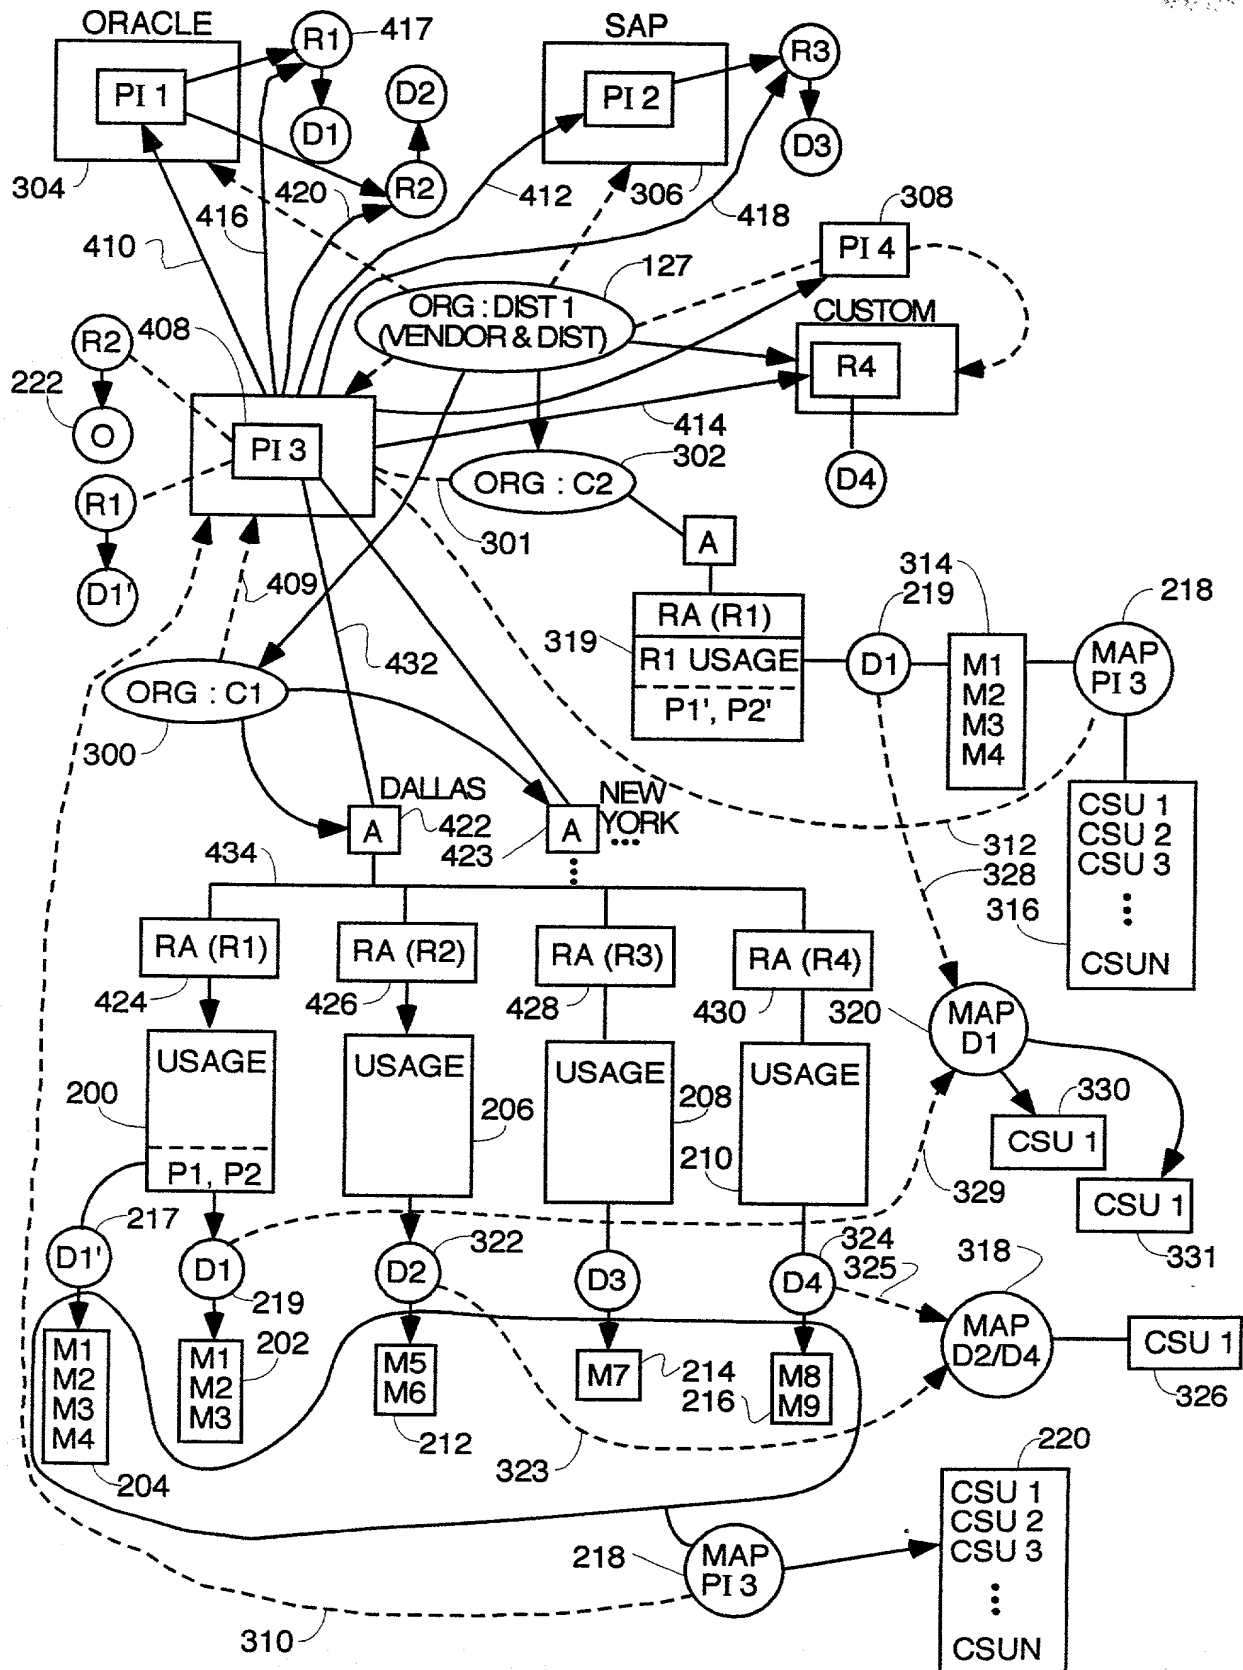 ORACLE
R1
417
SAP
R3
PI 1
D2
PI 2
D1
D3
304
R2
420
412
306
308
416
418
410
PI 4
127
ORG : DIST 1
(VENDOR & DIST)
CUSTOM
408
R2
R4
222
O
414
PI 3
302
ORG : C2
D4
R1
301
A
314
409
219
218
D1'
RA (R1)
319
R1 USAGE
D1
M1
M2
M3
M4
MAP
PI 3
432
P1', P2'
ORG : C1
300
DALLAS
NEW
YORK
CSU 1
CSU 2
CSU 3
CSUN
A
422
A
423
312
434
328
316
RA (R1)
RA (R2)
RA (R3)
RA (R4)
424
426
428
430
320
MAP
D1
USAGE
USAGE
USAGE
USAGE
200
206
208
330
CSU 1
210
P1, P2
329
CSU 1
217
322
324
318
331
D1'
D1
D2
D3
D4
325
219
MAP
D2/D4
CSU 1
326
M1
M2
M3
M4
202
M1
M2
M3
M5
M6
M7
214
216
M8
M9
212
204
323
220
CSU 1
CSU 2
CSU 3
CSUN
218
MAP
PI 3
310